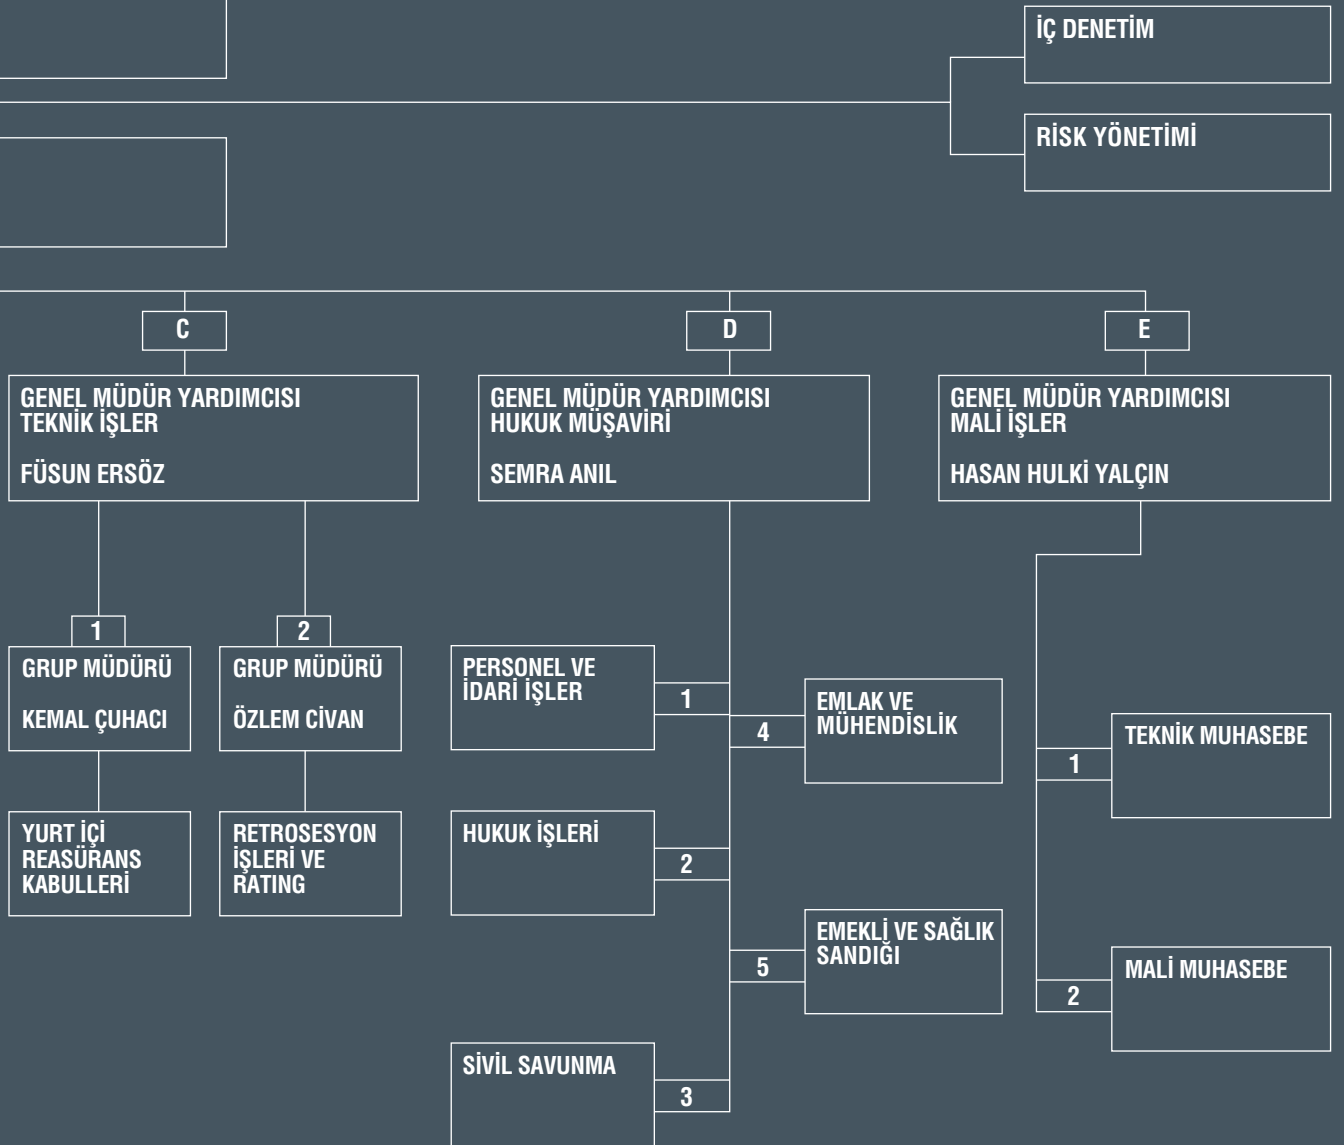 İÇ DENETİM
RİSK YÖNETİMİ
C
GENEL MÜDÜR YARDIMCISI
TEKNİK İŞLER
FÜSUN ERSÖZ
1
GRUP MÜDÜRÜ
KEMAL ÇUHACI
YURT İÇİ
REASÜRANS
KABULLERİ
2
GRUP MÜDÜRÜ
ÖZLEM CİVAN
RETROSESYON
İŞLERİ VE
RATING
D
GENEL MÜDÜR YARDIMCISI
HUKUK MÜŞAVİRİ
SEMRA ANIL
PERSONEL VE
İDARİ İŞLER
1
HUKUK İŞLERİ
2
SİVİL SAVUNMA
3
EMLAK VE
MÜHENDİSLİK
4
EMEKLİ VE SAĞLIK
SANDIĞI
5
E
GENEL MÜDÜR YARDIMCISI
MALİ İŞLER
HASAN HULKİ YALÇIN
TEKNİK MUHASEBE
1
MALİ MUHASEBE
2